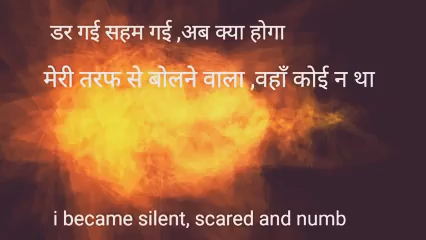 डर गई सहम गई ,अब क्या होगा
मेरी तरफ से बोलने वाला ,वहाँ कोई न था
i became silent, scared and numb